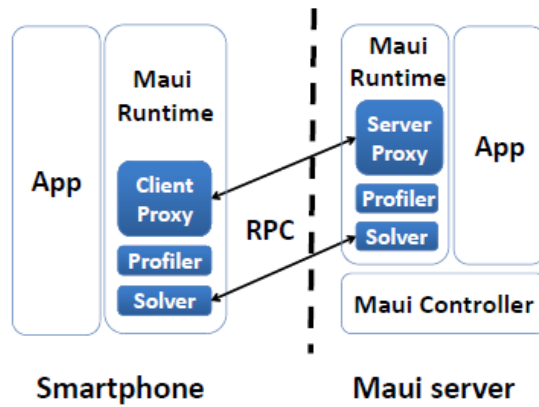 Maui
Runtime
App
Client
Proxy
Profiler
Solver
RPC
Maui
Runtime
Server
Proxy
Profiler
Solver
App
Maui Controller
Smartphone
Maui server